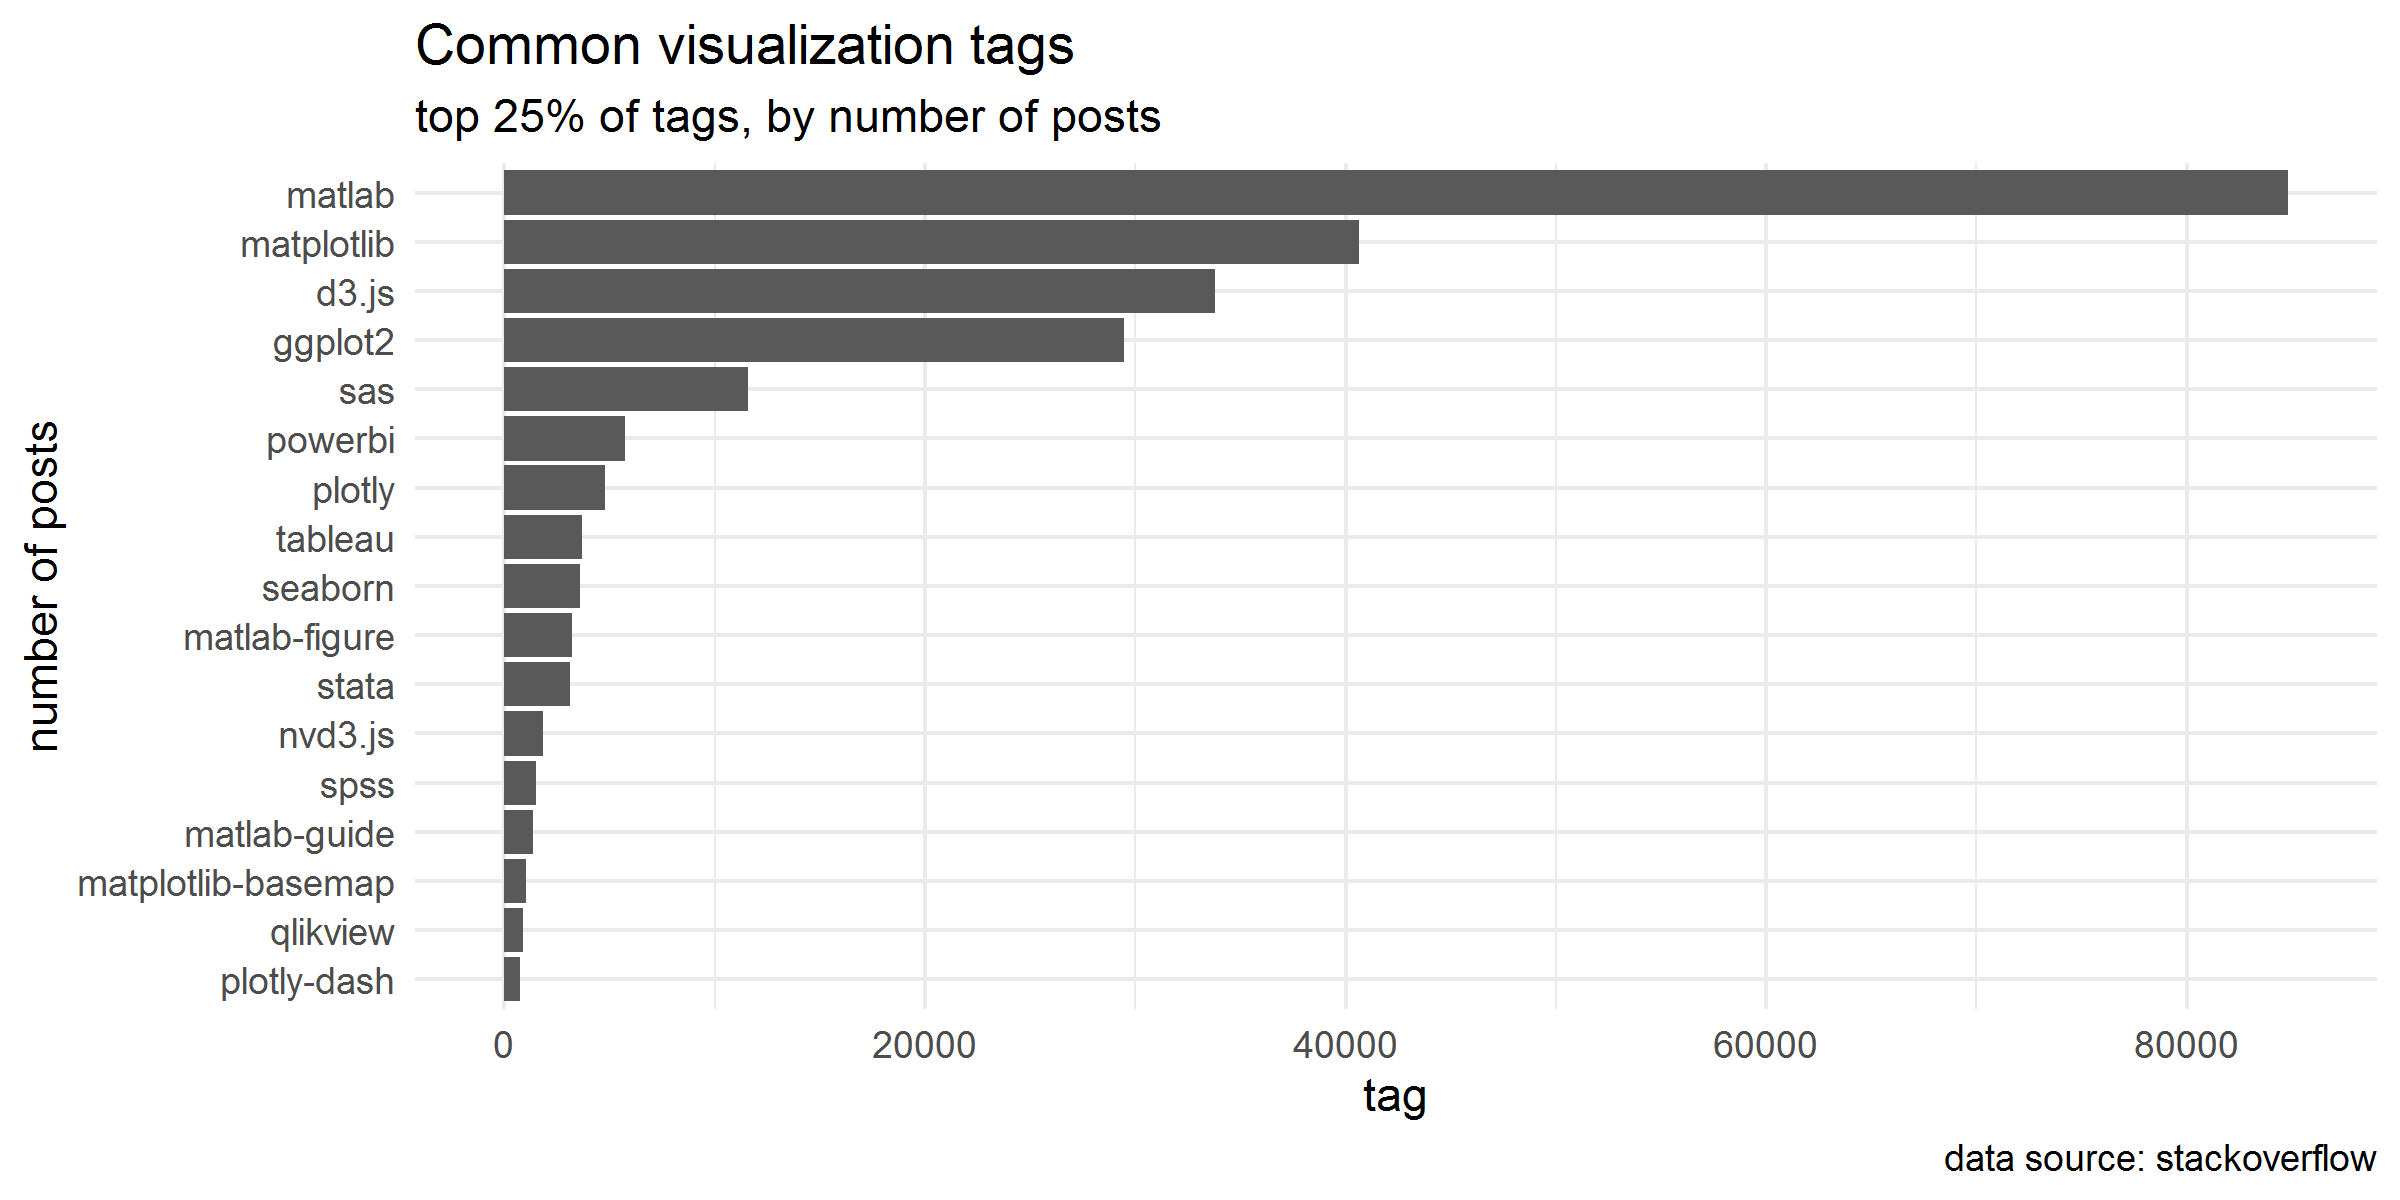 Common visualization tags
top 25% of tags, by number of posts
number of posts
matlab
matplotlib
d3.js
ggplot2
sas
powerbi
plotly
tableau
seaborn
matlab-figure
stata
nvd3.js
spss
matlab-guide
matplotlib-basemap
qlikview
plotly-dash
0 20000 40000 60000 80000
tag
data source: stackoverflow